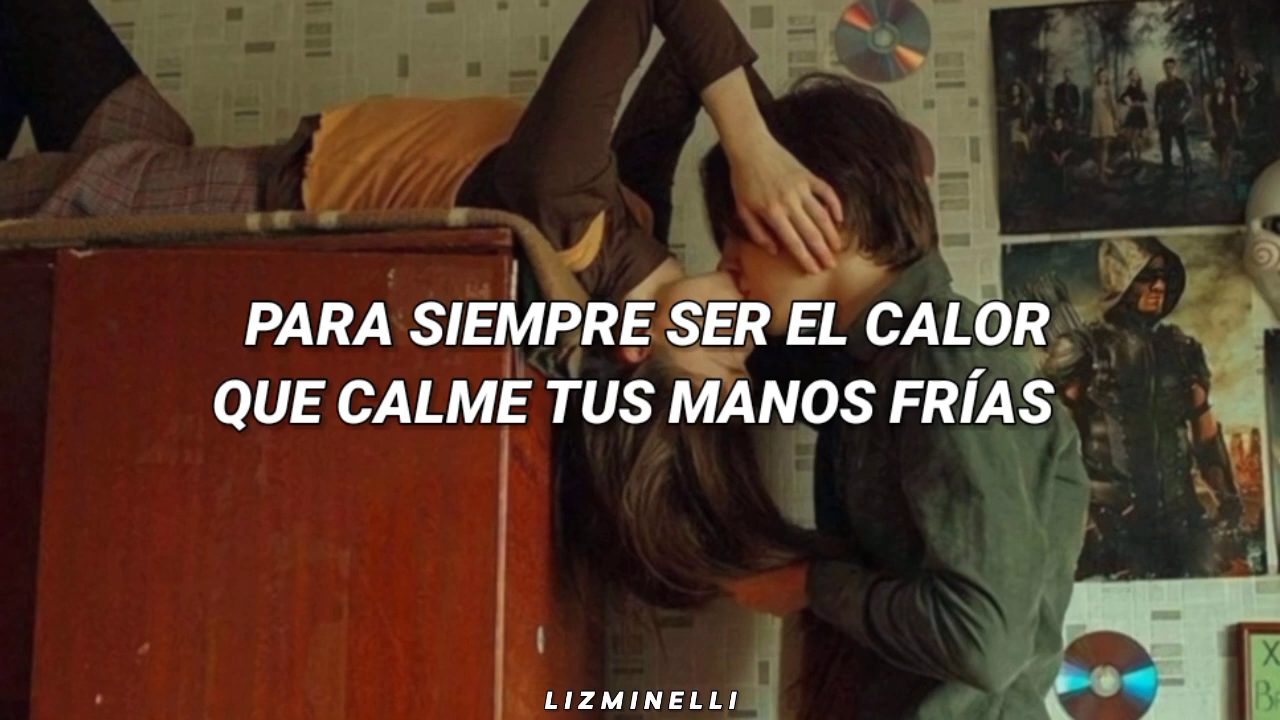 PARA SIEMPRE SER EL CALOR
QUE CALME TUS MANOS FRÍAS
LIZMINELLI